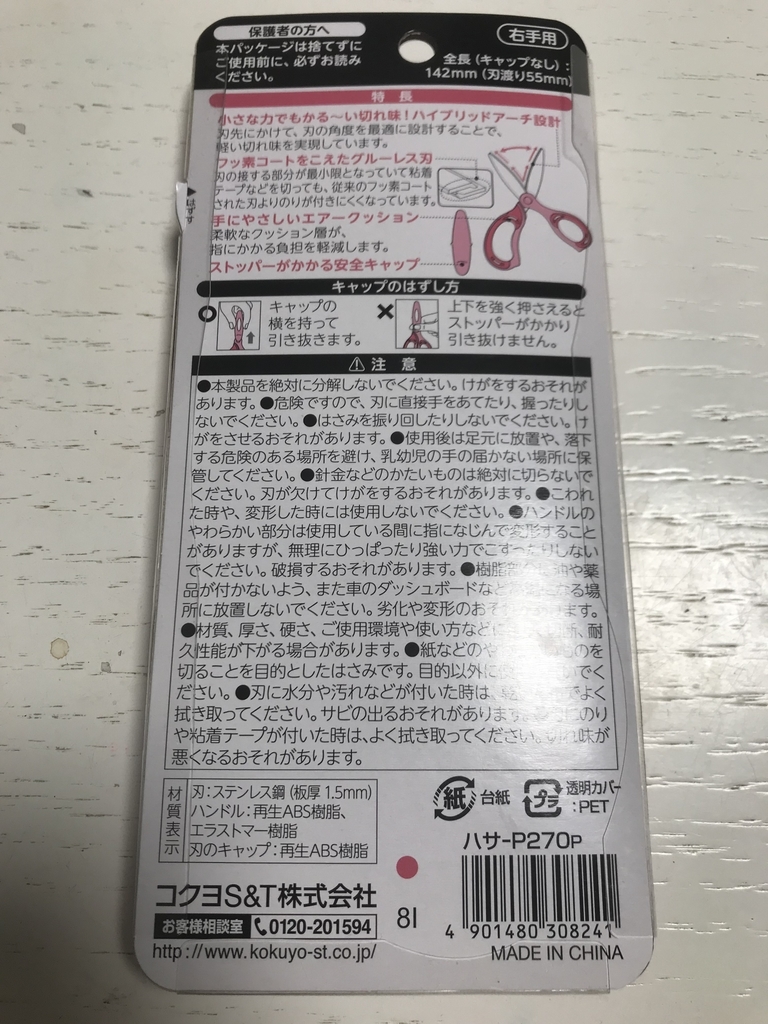 保護者の方へ
本パッケージは捨てずに
ご使用前に、必ずお読み
ください。
右手用
全長（キャップなし）：
142mm（刃渡り55mm）
特長
小さな力でもかる〜い切れ味！ハイブリッドアーチ設計
刃先にかけて、刃の角度を最適に設計することで、
軽い切れ味を実現しています。
フッ素コートをこえたグルーレス刃
刃の接する部分が最小限となっていて粘着
テープなどを切っても、従来のフッ素コート
された刃よりのりが付きにくくなっています。
手にやさしいエアークッション
柔軟なクッション層が、
指にかかる負担を軽減します。
ストッパーがかかる安全キャップ
はずす
キャップのはずし方
キャップの
横を持って
引き抜きます。
上下を強く押さえると
ストッパーがかかり
引き抜けません。
⚠注意
●本製品を絶対に分解しないでください。けがをするおそれが
あります。●危険ですので、刃に直接手をあてたり、握ったりし
ないでください。●はさみを振り回したりしないでください。け
がをさせるおそれがあります。●使用後は足元に放置や、落下
する危険のある場所を避け、乳幼児の手の届かない場所に保
管してください。●針金などのかたいものは絶対に切らないで
ください。刃が欠けてけがをするおそれがあります。●こわれ
た時や、変形した時には使用しないでください。●ハンドルの
やわらかい部分は使用している間に指になじんで変形すること
がありますが、無理にひっぱったり強い力でこすったりしない
でください。破損するおそれがあります。●樹脂 油や薬
品が付かないよう、また車のダッシュボードなど なる場
所に放置しないでください。劣化や変形のおそ ます。
●材質、厚さ、硬さ、ご使用環境や使い方などに 耐
久性能が下がる場合があります。●紙などのや ものを
切ることを目的としたはさみです。目的以外に いでく
ださい。●刃に水分や汚れなどが付いた時は、 でよく
拭き取ってください。サビの出るおそれがあります。 のり
や粘着テープが付いた時は、よく拭き取ってください。切れ味が
悪くなるおそれがあります。
材質表示
刃：ステンレス鋼（板厚 1.5mm）
ハンドル：再生ABS樹脂、
エラストマー樹脂
刃のキャップ：再生ABS樹脂
紙 台紙
プラ 透明カバー
：PET
ハサ-P270P
コクヨS&T株式会社
お客様相談室 0120-201594
http://www.kokuyo-st.co.jp/
8I
4 901480 308241
MADE IN CHINA